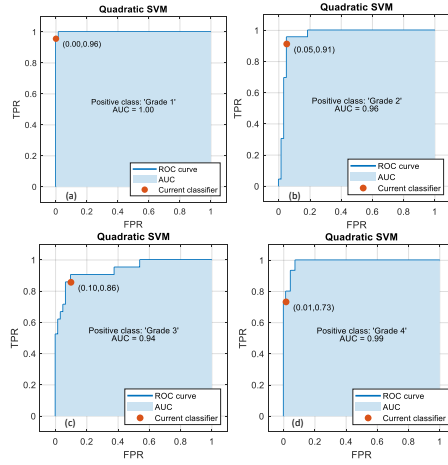 Quadratic SVM
(0.00,0.96)
Positive class: 'Grade 1'
AUC = 1.00
ROC curve
AUC
Current classifier
(a)
TPR
1
0.8
0.6
0.4
0.2
0
0 0.2 0.4 0.6 0.8 1
FPR
Quadratic SVM
(0.05,0.91)
Positive class: 'Grade 2'
AUC = 0.96
ROC curve
AUC
Current classifier
(b)
TPR
1
0.8
0.6
0.4
0.2
0
0 0.2 0.4 0.6 0.8 1
FPR
Quadratic SVM
(0.10,0.86)
Positive class: 'Grade 3'
AUC = 0.94
ROC curve
AUC
Current classifier
(c)
TPR
1
0.8
0.6
0.4
0.2
0
0 0.2 0.4 0.6 0.8 1
FPR
Quadratic SVM
(0.01,0.73)
Positive class: 'Grade 4'
AUC = 0.99
ROC curve
AUC
Current classifier
(d)
TPR
1
0.8
0.6
0.4
0.2
0
0 0.2 0.4 0.6 0.8 1
FPR